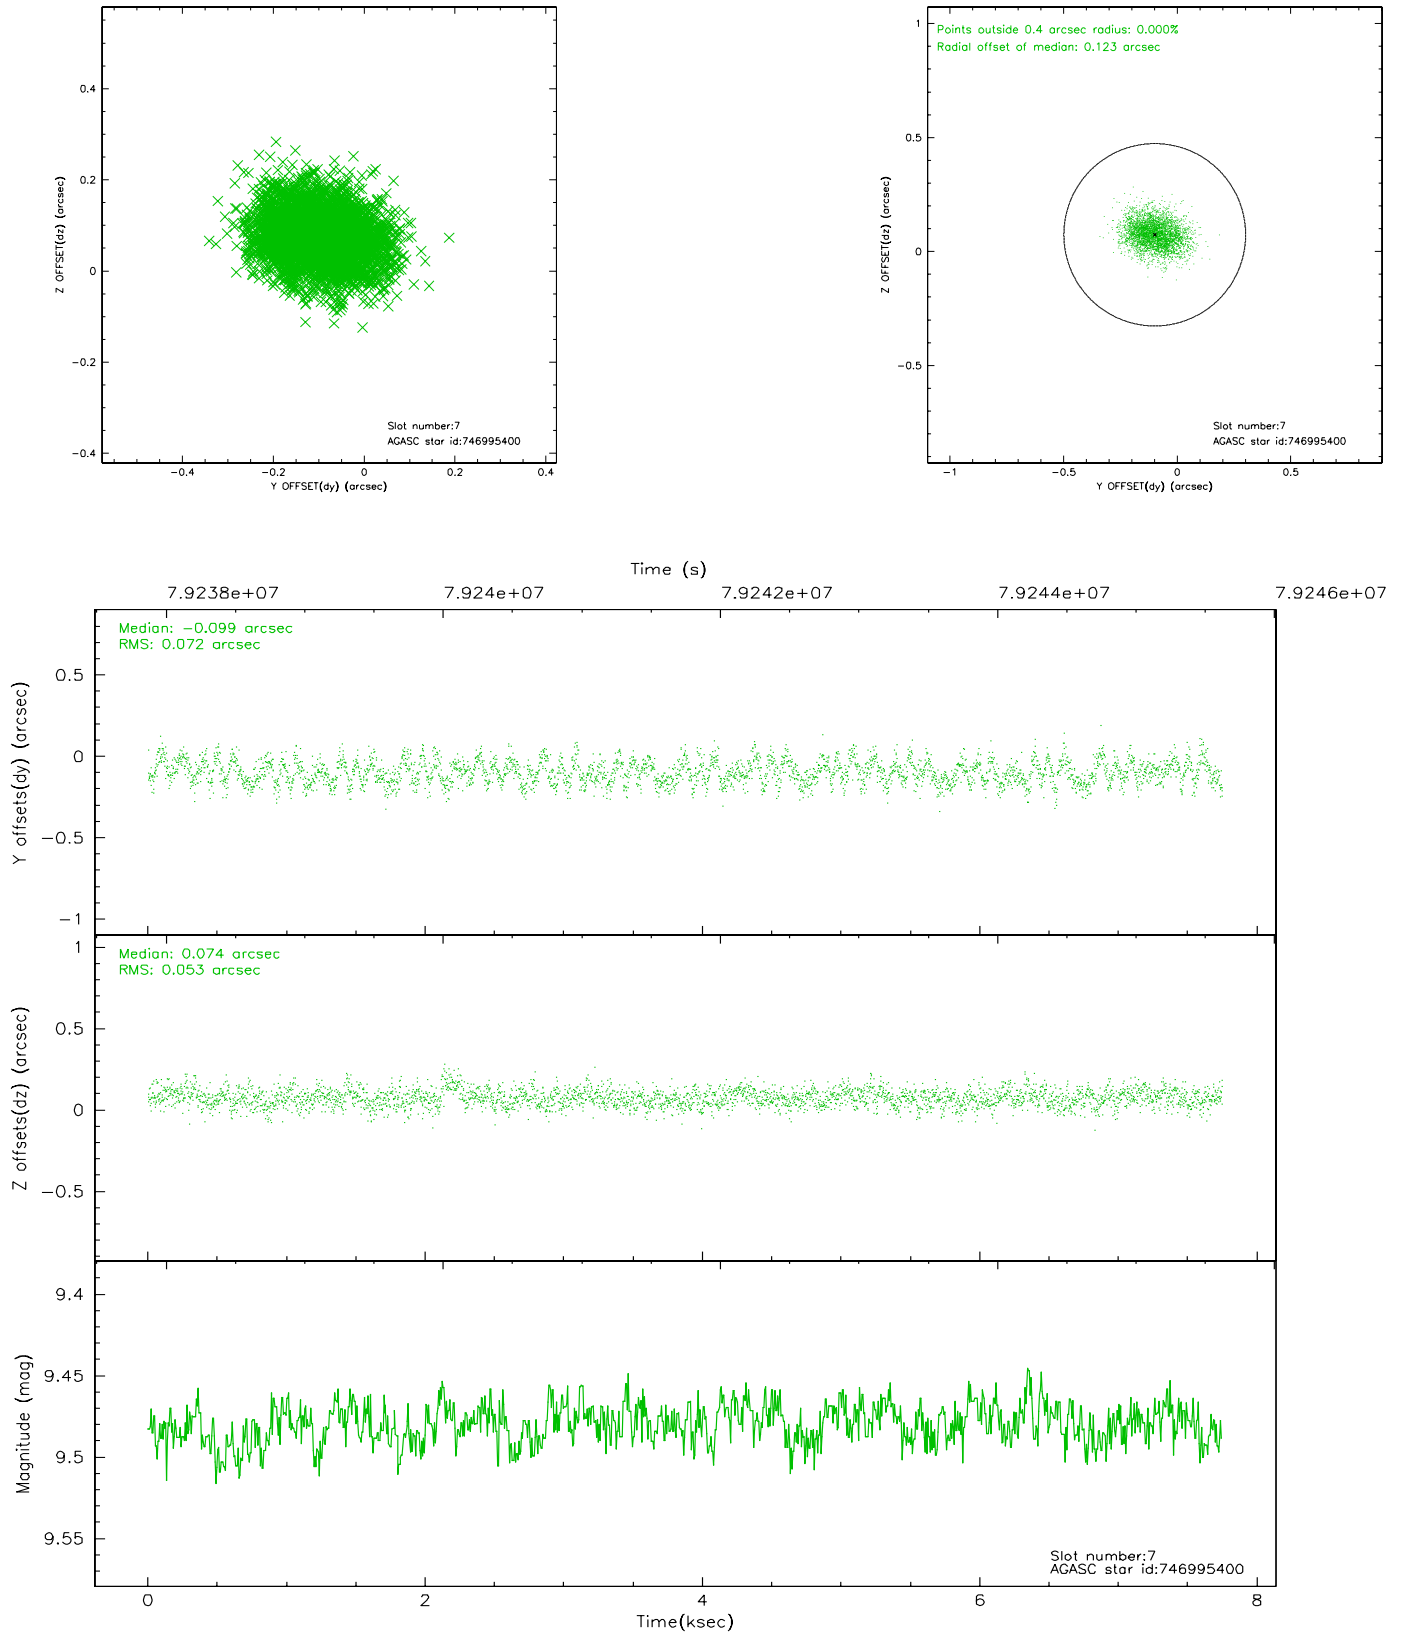 0.4
0.2
0
−0.2
−0.4
Z OFFSET(dz) (arcsec)
Slot number:7
AGASC star id:746995400
−0.4 −0.2 0 0.2 0.4
Y OFFSET(dy) (arcsec)
Points outside 0.4 arcsec radius: 0.000%
Radial offset of median: 0.123 arcsec
1
0.5
0
−0.5
Z OFFSET(dz) (arcsec)
Slot number:7
AGASC star id:746995400
−1 −0.5 0 0.5
Y OFFSET(dy) (arcsec)
Time (s)
7.9238e+07 7.924e+07 7.9242e+07 7.9244e+07 7.9246e+07
Median: −0.099 arcsec
RMS: 0.072 arcsec
0.5
0
−0.5
−1
Y offsets(dy) (arcsec)
Median: 0.074 arcsec
RMS: 0.053 arcsec
1
0.5
0
−0.5
Z offsets(dz) (arcsec)
9.4
9.45
9.5
9.55
Magnitude (mag)
Slot number:7
AGASC star id:746995400
0 2 4 6 8
Time(ksec)